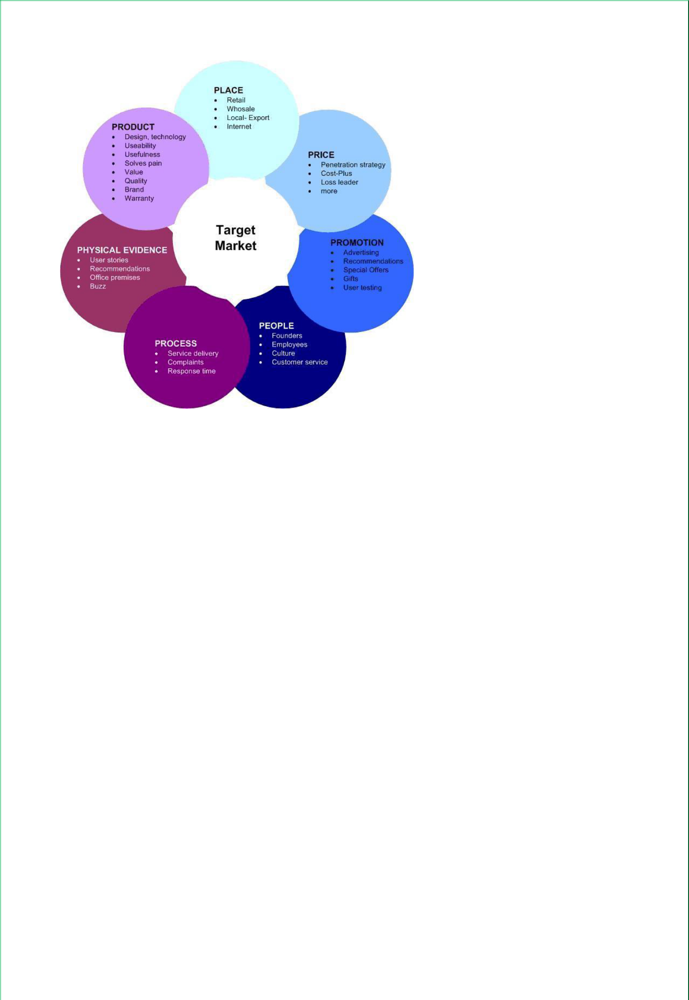 PLACE
• Retail
• Whosale
• Local- Export
• Internet
PRODUCT
• Design, technology
• Useability
• Usefulness
• Solves pain
• Value
• Quality
• Brand
• Warranty
PRICE
• Penetration strategy
• Cost-Plus
• Loss leader
• more
Target
Market
PHYSICAL EVIDENCE
• User stories
• Recommendations
• Office premises
• Buzz
PROMOTION
• Advertising
• Recommendations
• Special Offers
• Gifts
• User testing
PROCESS
• Service delivery
• Complaints
• Response time
PEOPLE
• Founders
• Employees
• Culture
• Customer service